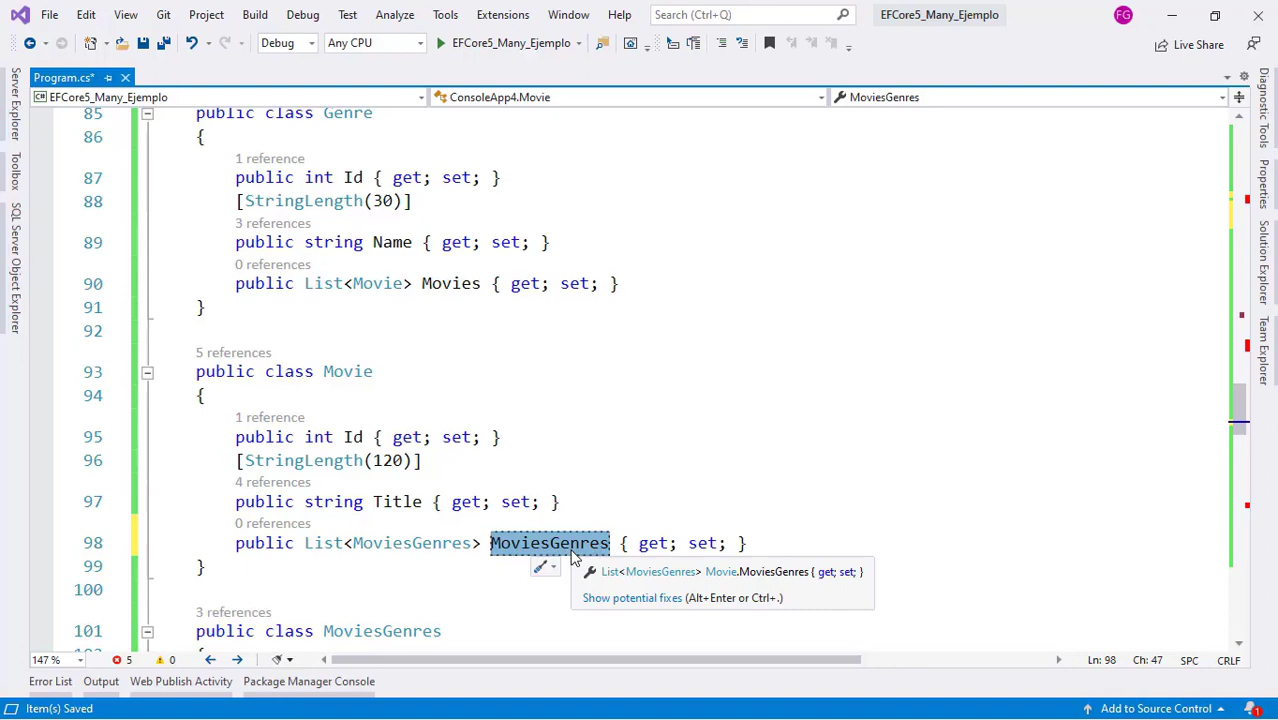 File Edit View Git Project Build Debug Test Analyze Tools Extensions Window Help Search (Ctrl+Q) EFCore5_Many_Ejemplo FG
Debug Any CPU EFCore5_Many_Ejemplo Live Share
Program.cs*
EFCore5_Many_Ejemplo ConsoleApp4.Movie MoviesGenres
Server Explorer
Toolbox
SQL Server Object Explorer
85 public class Genre
86 {
1 reference
87 public int Id { get; set; }
88 [StringLength(30)]
3 references
89 public string Name { get; set; }
0 references
90 public List<Movie> Movies { get; set; }
91 }
92
5 references
93 public class Movie
94 {
1 reference
95 public int Id { get; set; }
96 [StringLength(120)]
4 references
97 public string Title { get; set; }
0 references
98 public List<MoviesGenres> MoviesGenres { get; set; }
99 }
List<MoviesGenres> Movie.MoviesGenres { get; set; }
Show potential fixes (Alt+Enter or Ctrl+.)
100
3 references
101 public class MoviesGenres
Diagnostic Tools
Properties
Solution Explorer
Team Explorer
147 % 5 0 Ln: 98 Ch: 47 SPC CRLF
Error List Output Web Publish Activity Package Manager Console
Item(s) Saved Add to Source Control 1